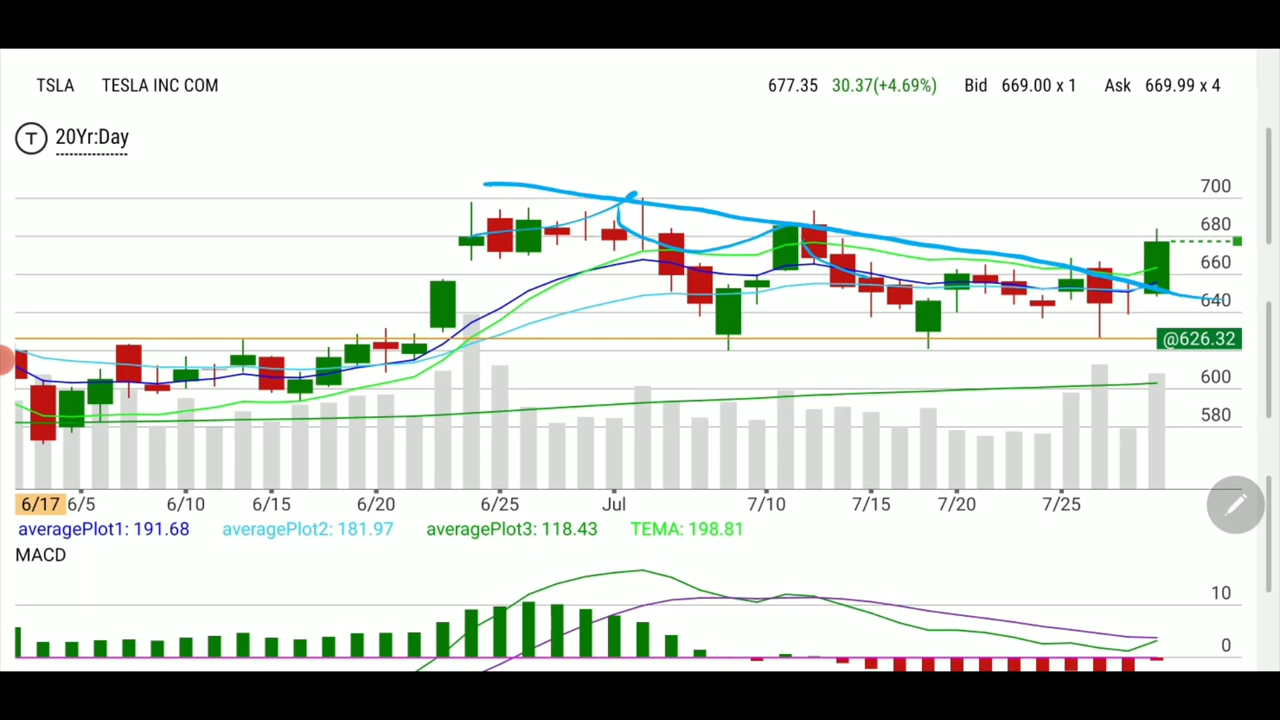 TSLA TESLA INC COM 677.35 30.37(+4.69%) Bid 669.00 x 1 Ask 669.99 x 4
T 20Yr:Day
700
680
660
640
@626.32
600
580
6/17 6/5 6/10 6/15 6/20 6/25 Jul 7/10 7/15 7/20 7/25
averagePlot1: 191.68 averagePlot2: 181.97 averagePlot3: 118.43 TEMA: 198.81
MACD
10
0